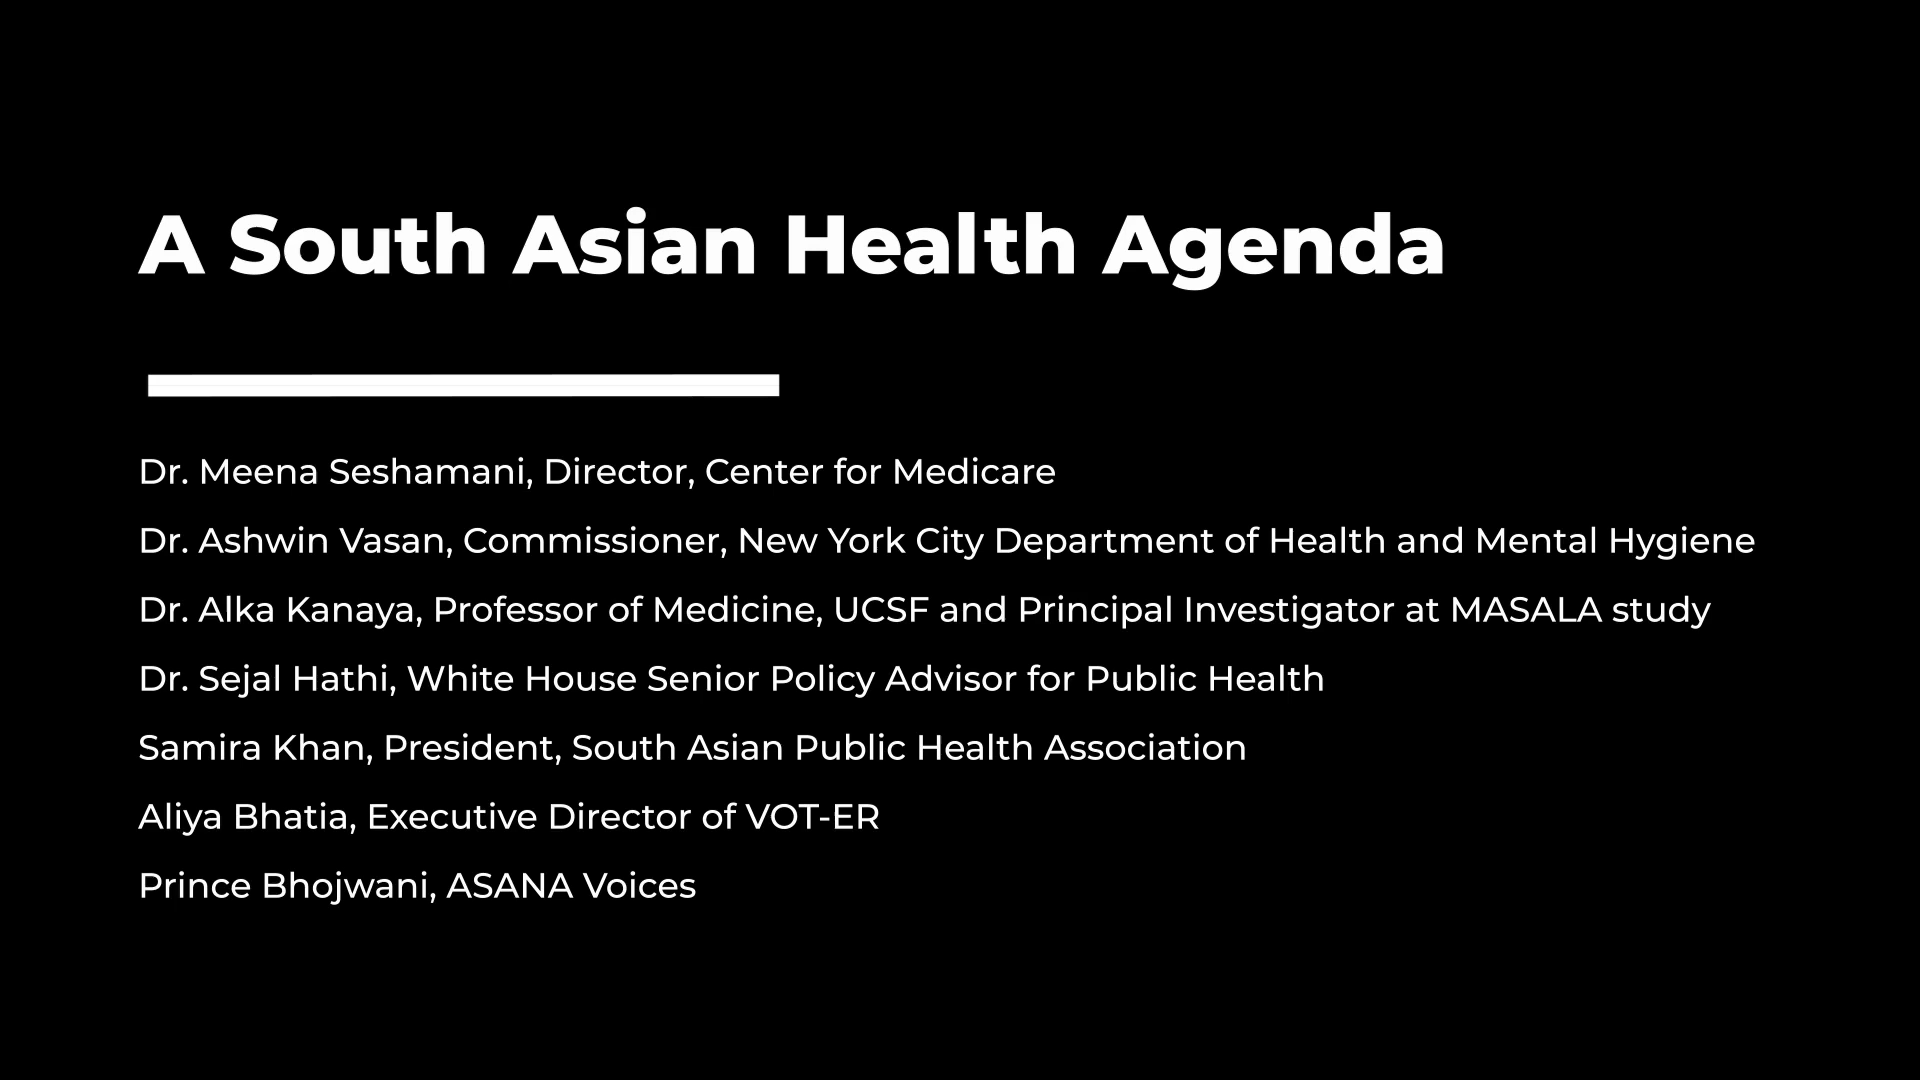 A South Asian Health Agenda
Dr. Meena Seshamani, Director, Center for Medicare
Dr. Ashwin Vasan, Commissioner, New York City Department of Health and Mental Hygiene
Dr. Alka Kanaya, Professor of Medicine, UCSF and Principal Investigator at MASALA study
Dr. Sejal Hathi, White House Senior Policy Advisor for Public Health
Samira Khan, President, South Asian Public Health Association
Aliya Bhatia, Executive Director of VOT-ER
Prince Bhojwani, ASANA Voices